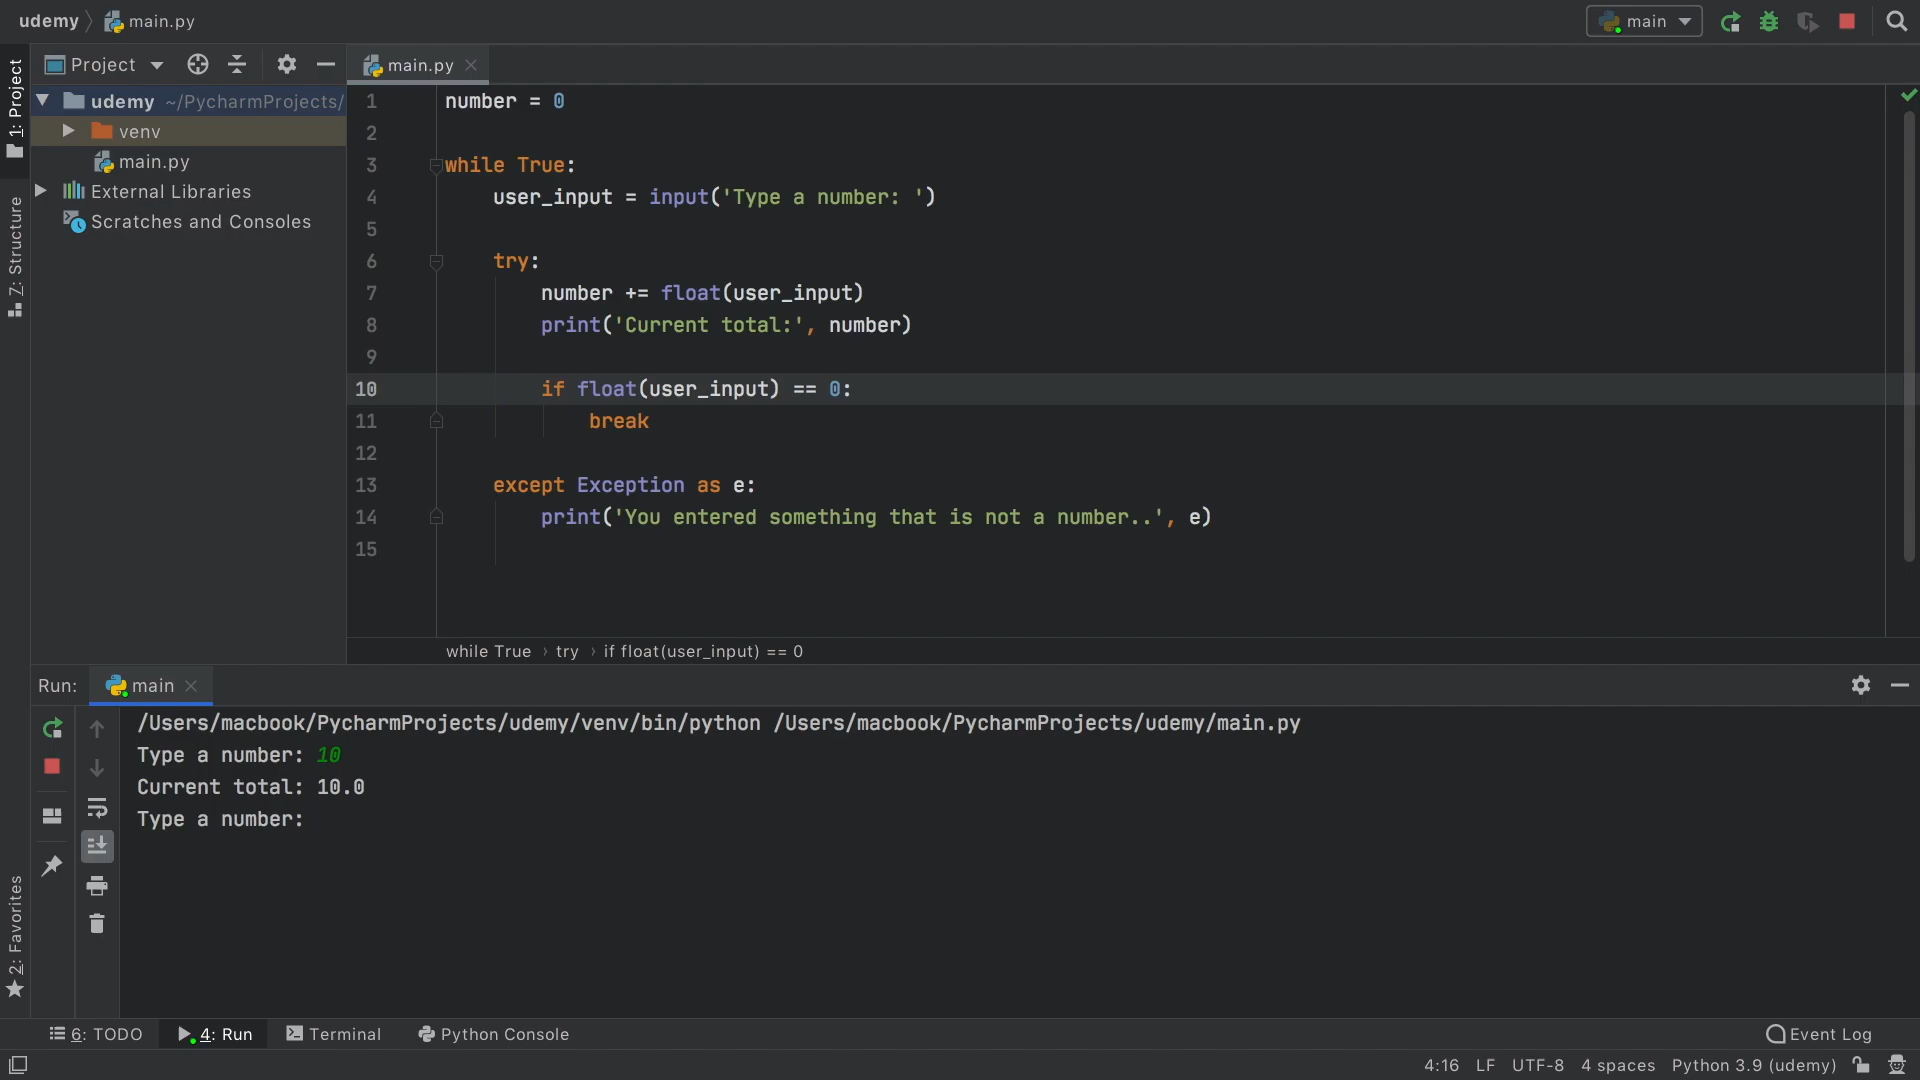 udemy main.py
main
1: Project
Project
main.py
udemy ~/PycharmProjects/
venv
main.py
External Libraries
Scratches and Consoles
Z: Structure
1 number = 0
2
3 while True:
4 user_input = input('Type a number: ')
5
6 try:
7 number += float(user_input)
8 print('Current total:', number)
9
10 if float(user_input) == 0:
11 break
12
13 except Exception as e:
14 print('You entered something that is not a number..', e)
15
while True › try › if float(user_input) == 0
Run: main
/Users/macbook/PycharmProjects/udemy/venv/bin/python /Users/macbook/PycharmProjects/udemy/main.py
Type a number: 10
Current total: 10.0
Type a number:
2: Favorites
6: TODO 4: Run Terminal Python Console Event Log
4:16 LF UTF-8 4 spaces Python 3.9 (udemy)